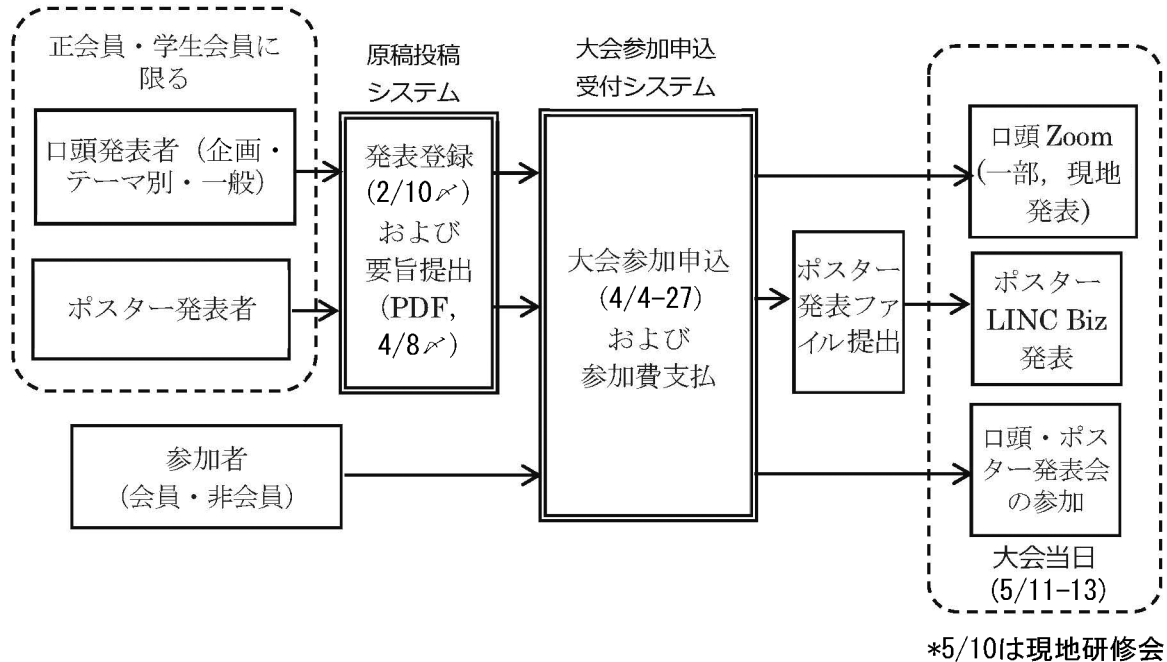 正会員・学生会員に
限る
口頭発表者（企画・
テーマ別・一般）
ポスター発表者
参加者
（会員・非会員）
原稿投稿
システム
発表登録
(2/10〆)
および
要旨提出
(PDF,
4/8〆)
大会参加申込
受付システム
大会参加申込
(4/4-27)
および
参加費支払
ポスター
発表ファ
イル提出
口頭 Zoom
(一部，現地
発表)
ポスター
LINC Biz
発表
口頭・ポス
ター発表会
の参加
大会当日
(5/11-13)
*5/10は現地研修会